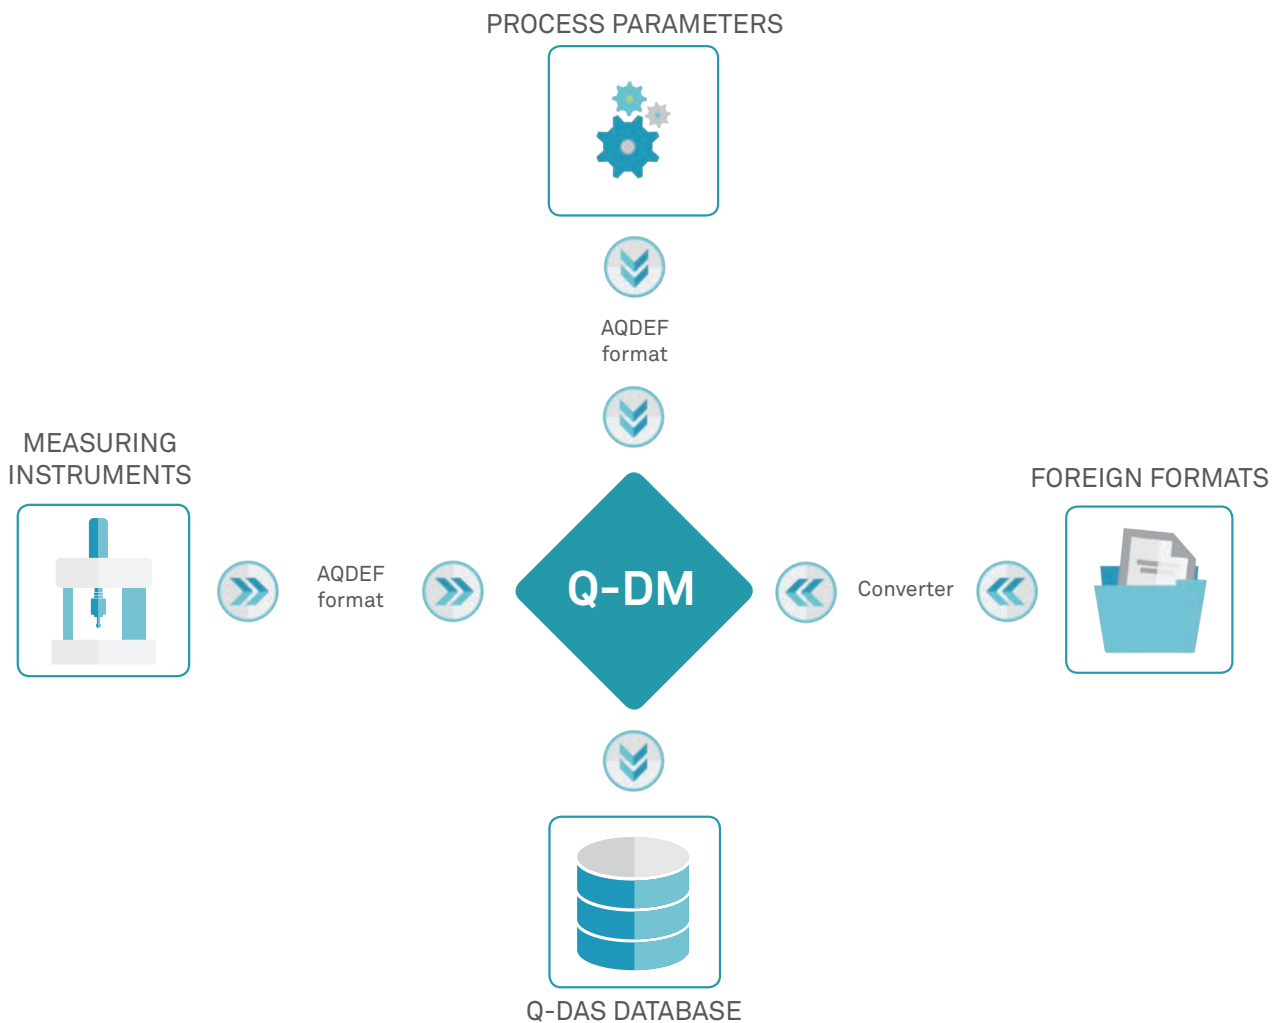 PROCESS PARAMETERS
AQDEF
format
MEASURING
INSTRUMENTS
AQDEF
format
Q-DM
Converter
FOREIGN FORMATS
Q-DAS DATABASE